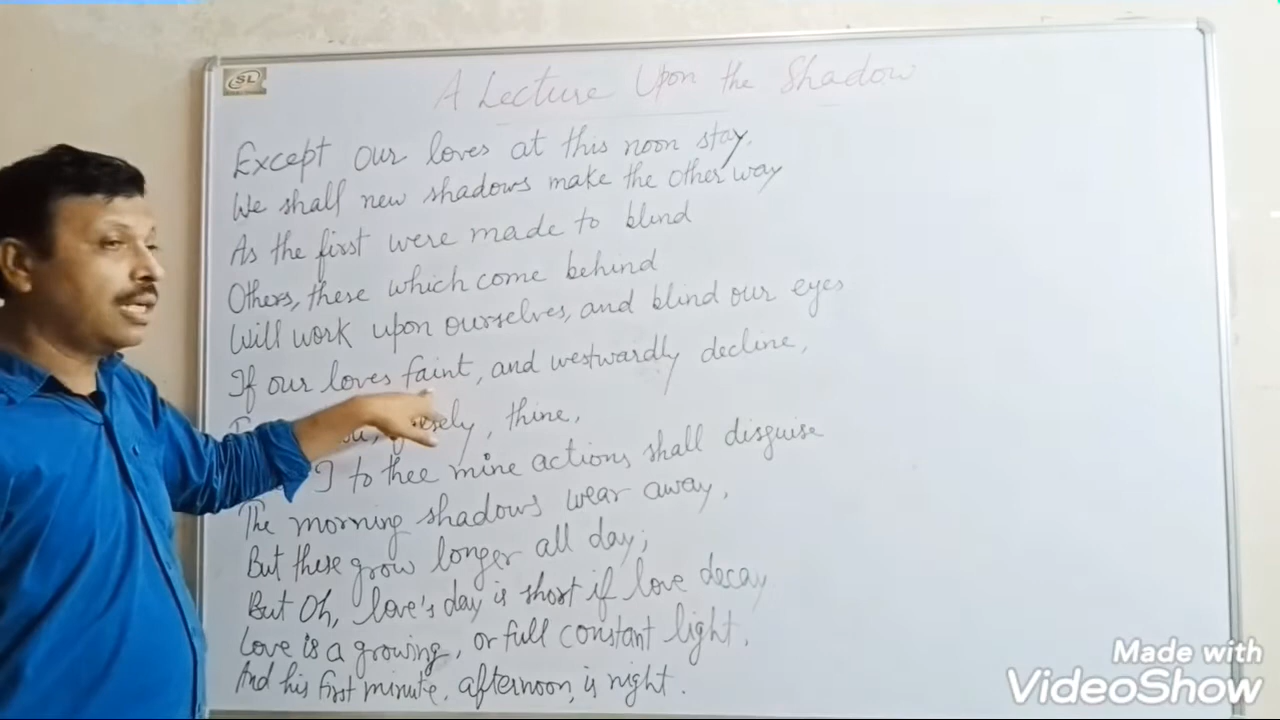 SL
A Lecture Upon the Shadow
Except our loves at this noon stay,
We shall new shadows make the other way
As the first were made to blind
Others, these which come behind
Will work upon ourselves, and blind our eyes
If our loves faint, and westwardly decline,
thine,
I to thee mine actions shall disguise
The morning shadows wear away,
But these grow longer all day;
But Oh, love's day is short if love decay
Love is a growing, or full constant light,
And his first minute, afternoon, is night.
Made with
VideoShow